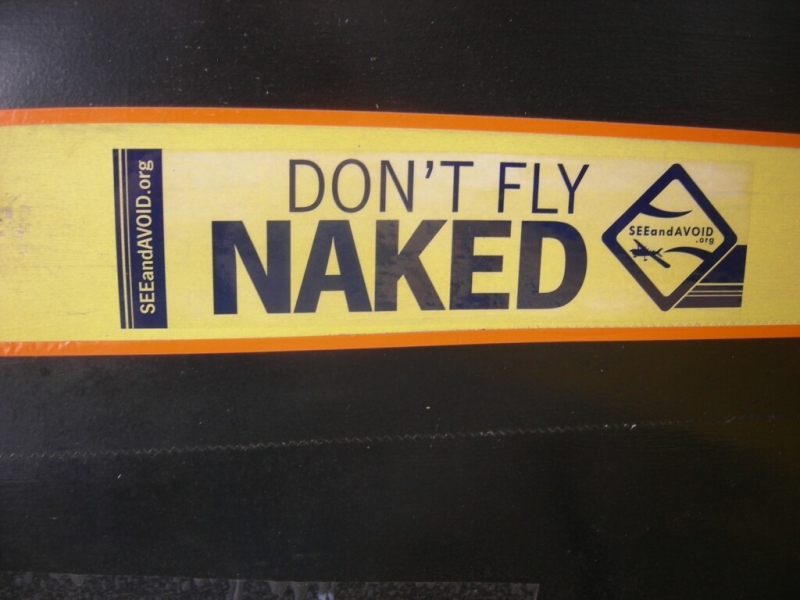 SEEandAVOID.org
DON'T FLY
NAKED
SEEandAVOID
.org